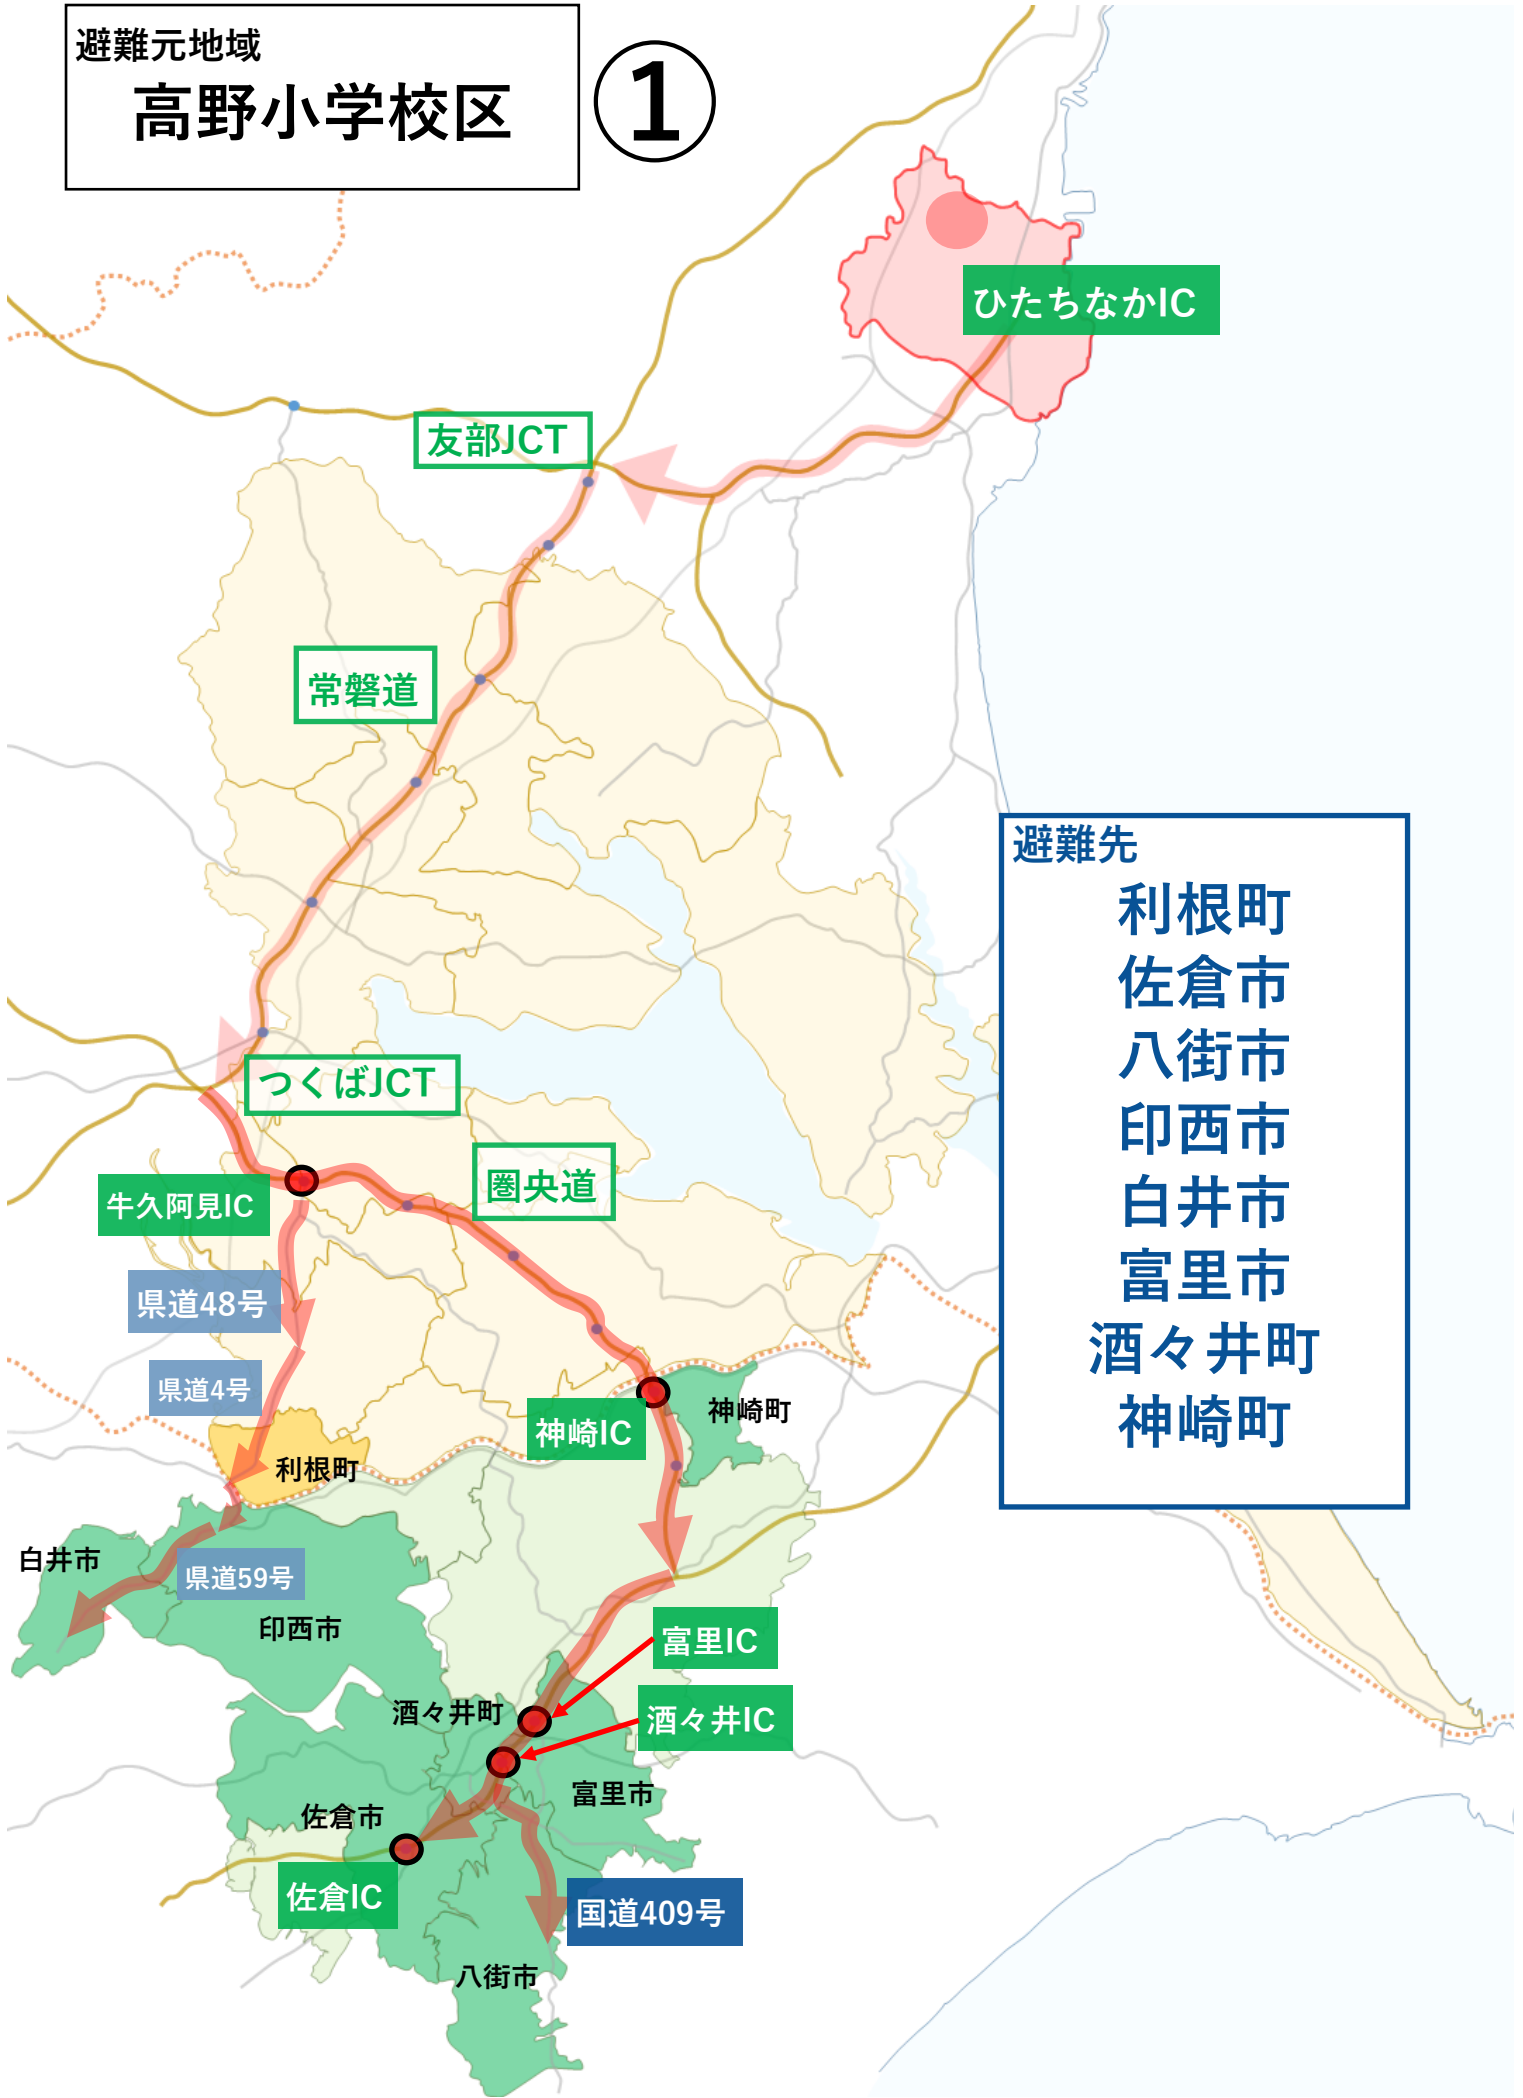 避難元地域
高野小学校区
①
ひたちなかIC
友部JCT
常磐道
避難先
利根町
佐倉市
八街市
印西市
白井市
富里市
酒々井町
神崎町
つくばJCT
圏央道
牛久阿見IC
県道48号
県道4号
神崎町
神崎IC
利根町
白井市
県道59号
印西市
富里IC
酒々井町
酒々井IC
富里市
佐倉市
佐倉IC
国道409号
八街市